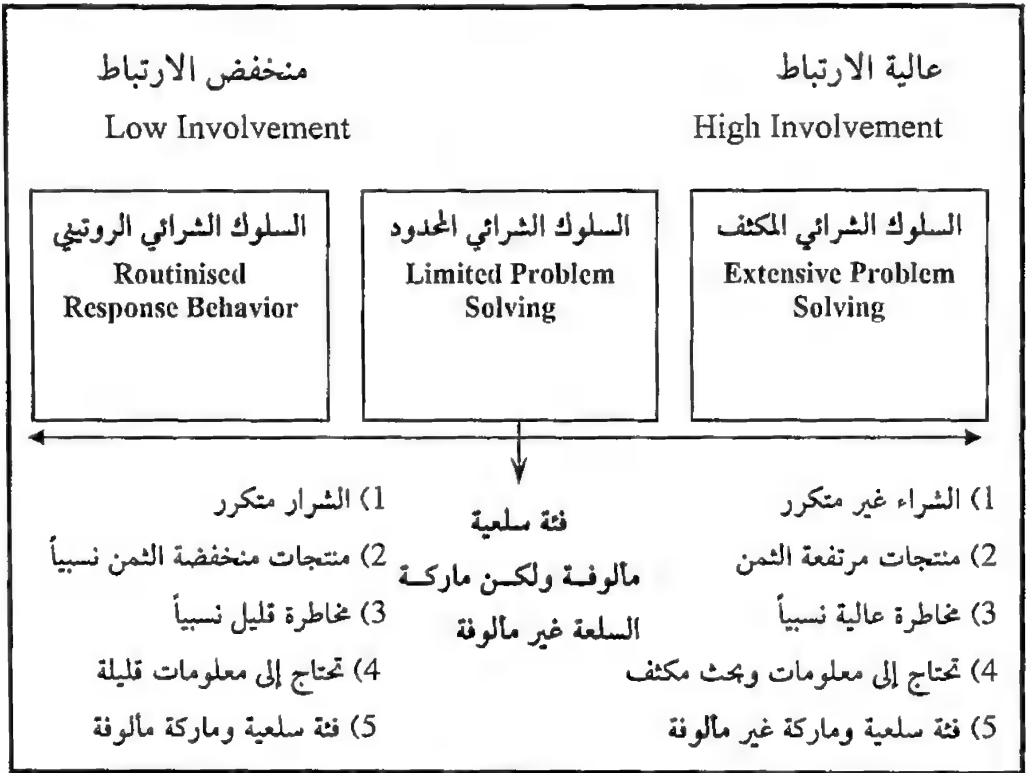 عالية الارتباط
High Involvement
منخفض الارتباط
Low Involvement
السلوك الشرائي المكثف
Extensive Problem
Solving
السلوك الشرائي المحدود
Limited Problem
Solving
السلوك الشرائي الروتيني
Routinised
Response Behavior
1) الشراء غير متكرر
2) منتجات مرتفعة الثمن
3) مخاطرة عالية نسبياً
4) تحتاج إلى معلومات وبحث مكثف
5) فئة سلعية وماركة غير مألوفة
فئة سلعية
مألوفة ولكن ماركة
السلعة غير مألوفة
1) الشرار متكرر
2) منتجات منخفضة الثمن نسبياً
3) مخاطرة قليل نسبياً
4) تحتاج إلى معلومات قليلة
5) فئة سلعية وماركة مألوفة